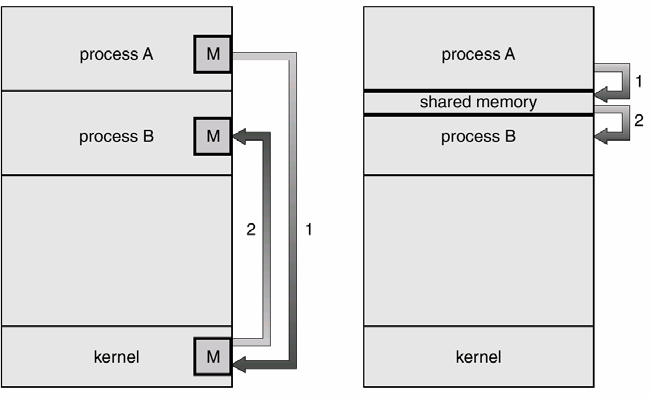 process A
M
process B
M
2
1
kernel
M
process A
1
shared memory
2
process B
kernel